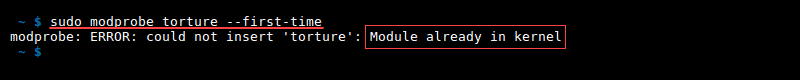 ~ $ sudo modprobe torture --first-time
modprobe: ERROR: could not insert 'torture': Module already in kernel
~ $